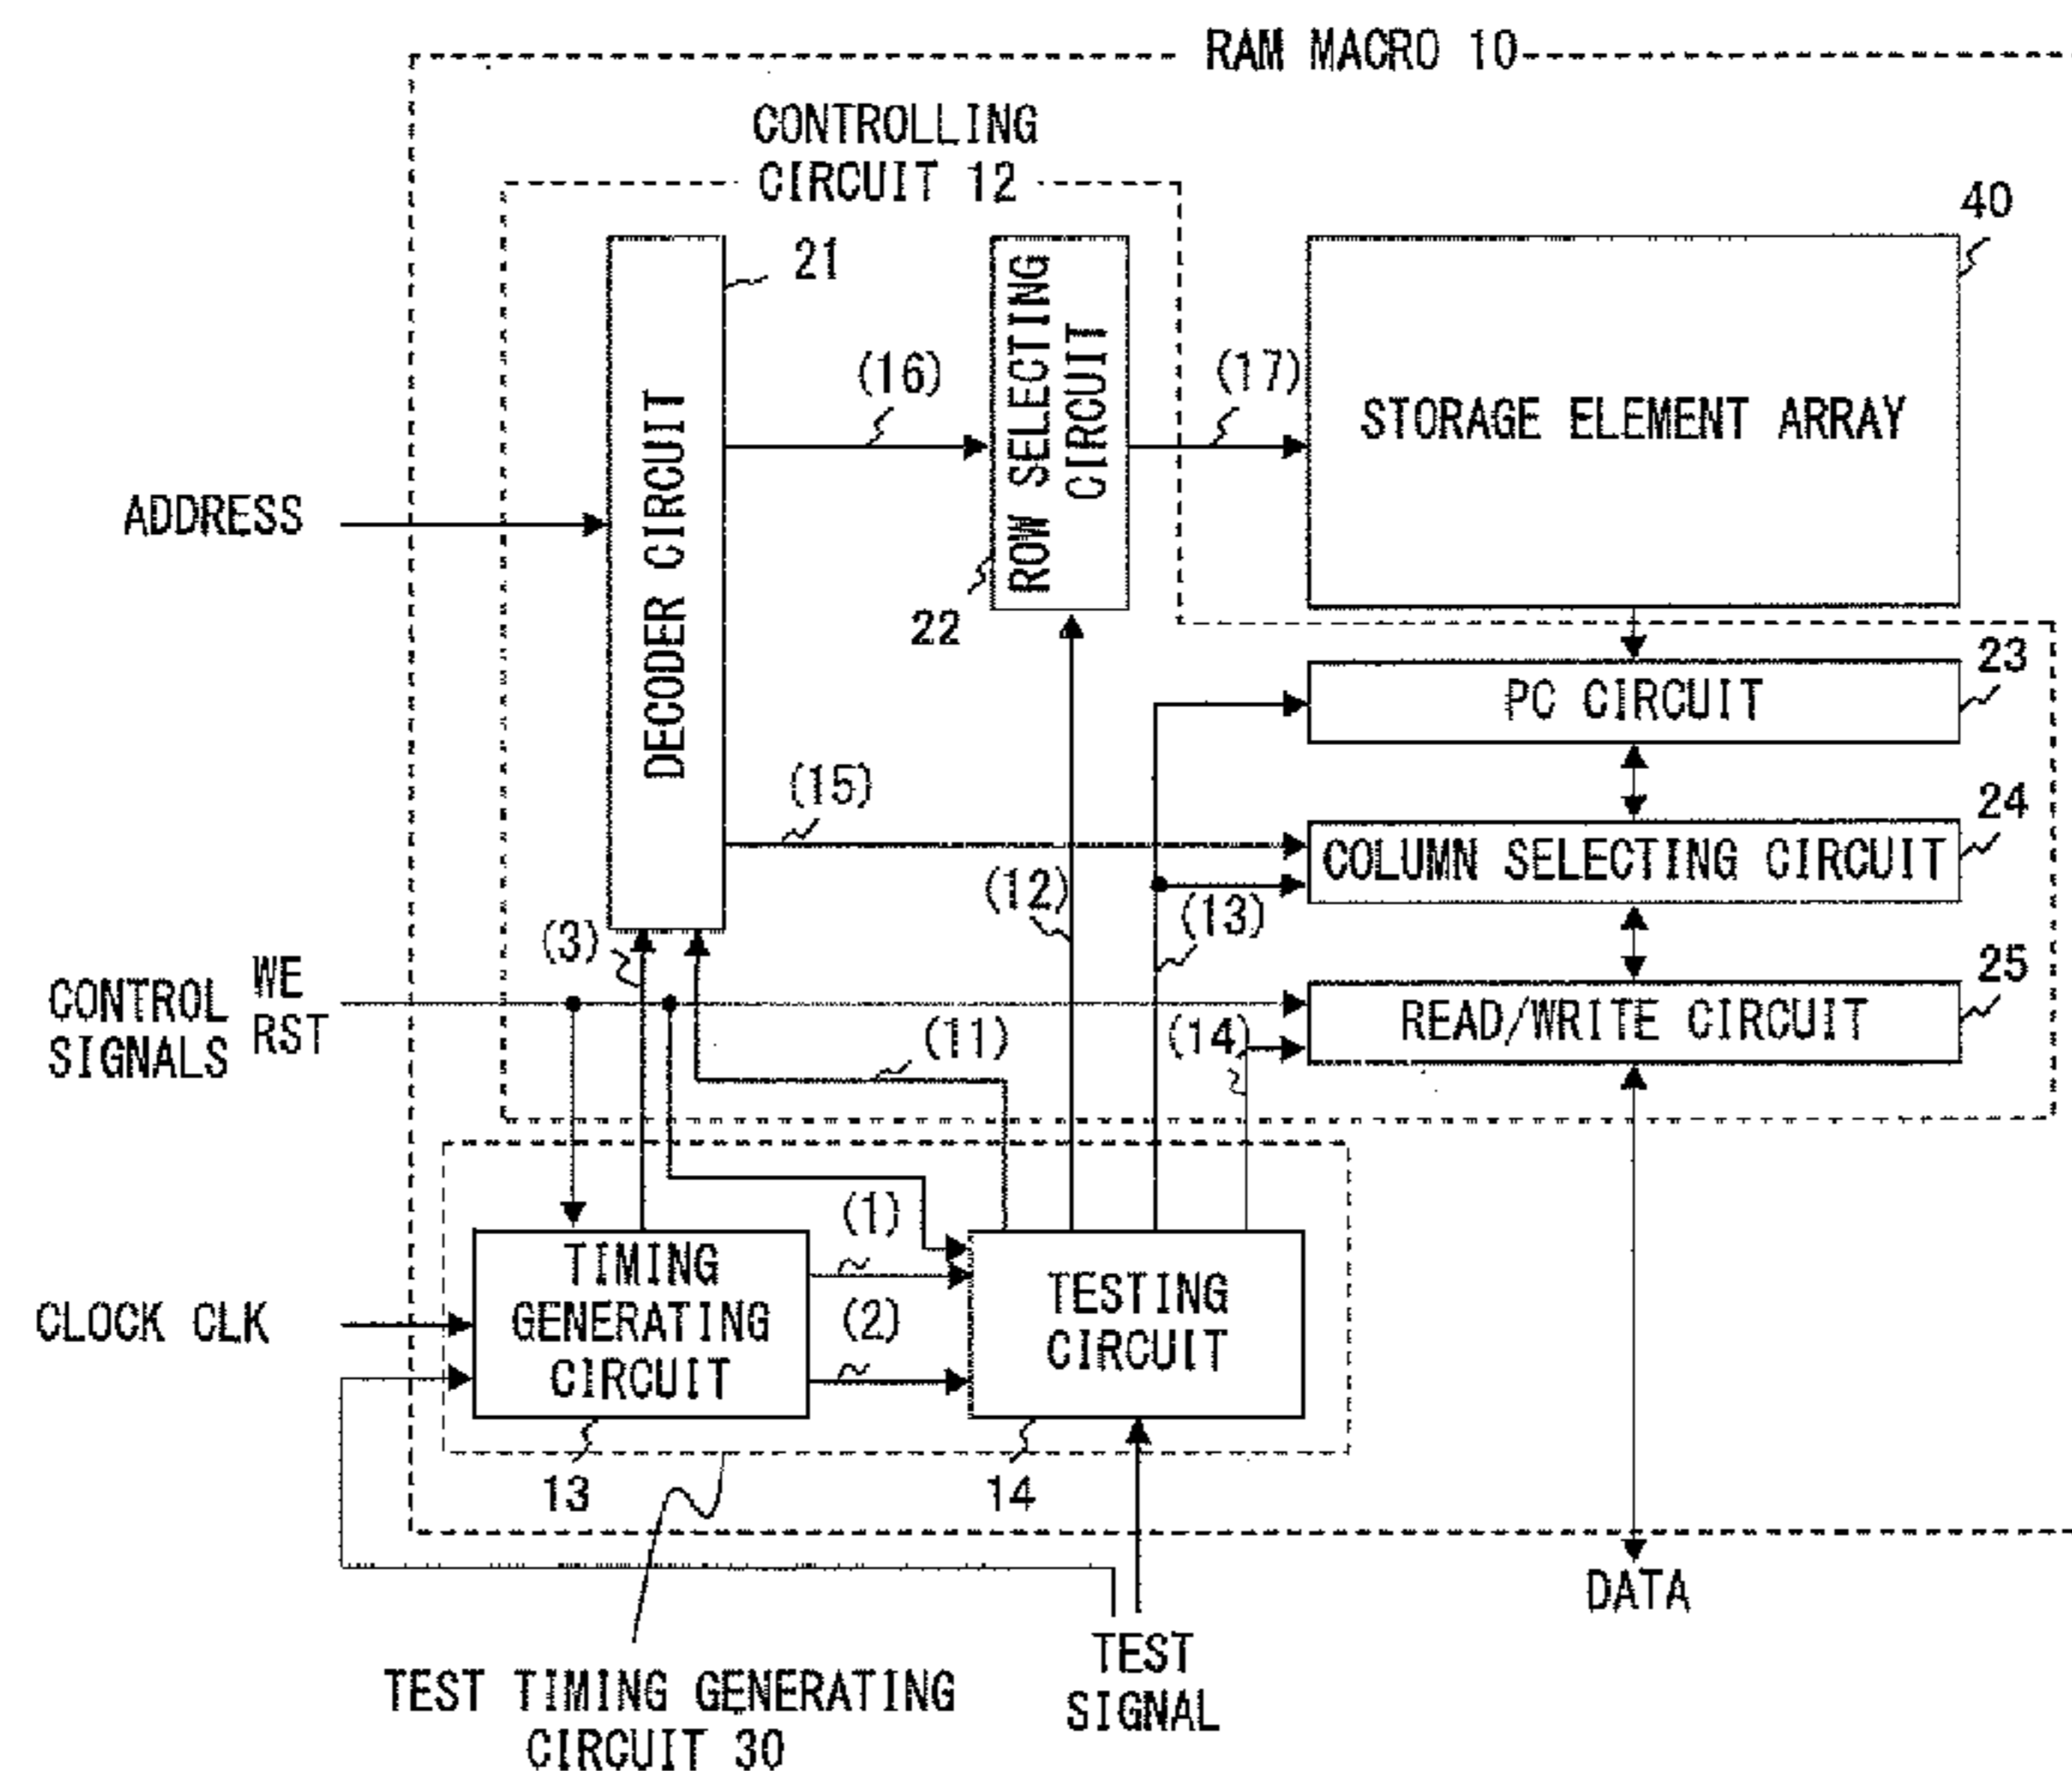 RAM MACRO 10
CONTROLLING
CIRCUIT 12
40
21
ROW SELECTING
CIRCUIT
(16)
(17)
STORAGE ELEMENT ARRAY
DECODER CIRCUIT
ADDRESS
22
23
PC CIRCUIT
(15)
24
COLUMN SELECTING CIRCUIT
(12)
(13)
(3)
25
CONTROL
SIGNALS
WE
RST
READ/WRITE CIRCUIT
(11)
(14)
(1)
TIMING
GENERATING
CIRCUIT
(2)
TESTING
CIRCUIT
CLOCK CLK
13
14
DATA
TEST
SIGNAL
TEST TIMING GENERATING
CIRCUIT 30